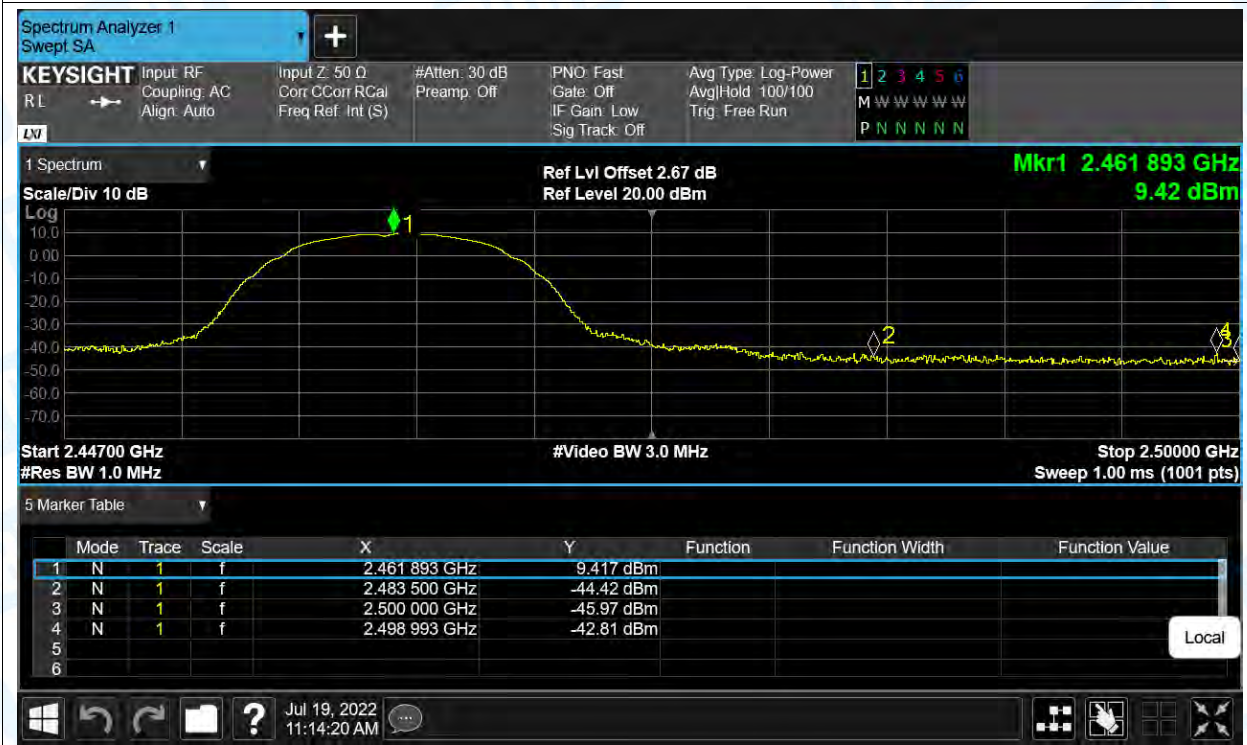 Spectrum Analyzer 1
Swept SA
KEYSIGHT
R L
LXI
Input: RF
Coupling: AC
Align: Auto
Input Z: 50 Ω
Corr CCorr RCal
Freq Ref: Int (S)
#Atten: 30 dB
Preamp: Off
PNO: Fast
Gate: Off
IF Gain: Low
Sig Track: Off
Avg Type: Log-Power
Avg|Hold: 100/100
Trig: Free Run
1 2 3 4 5 6
M W W W W W
P N N N N N
1 Spectrum
Scale/Div 10 dB
Ref Lvl Offset 2.67 dB
Ref Level 20.00 dBm
Mkr1 2.461 893 GHz
9.42 dBm
Log
10.0
0.00
-10.0
-20.0
-30.0
-40.0
-50.0
-60.0
-70.0
1
2
4
3
Start 2.44700 GHz
#Res BW 1.0 MHz
#Video BW 3.0 MHz
Stop 2.50000 GHz
Sweep 1.00 ms (1001 pts)
5 Marker Table
Mode Trace Scale X Y Function Function Width Function Value
1 N 1 f 2.461 893 GHz 9.417 dBm
2 N 1 f 2.483 500 GHz -44.42 dBm
3 N 1 f 2.500 000 GHz -45.97 dBm
4 N 1 f 2.498 993 GHz -42.81 dBm
5
6
Local
?
Jul 19, 2022
11:14:20 AM